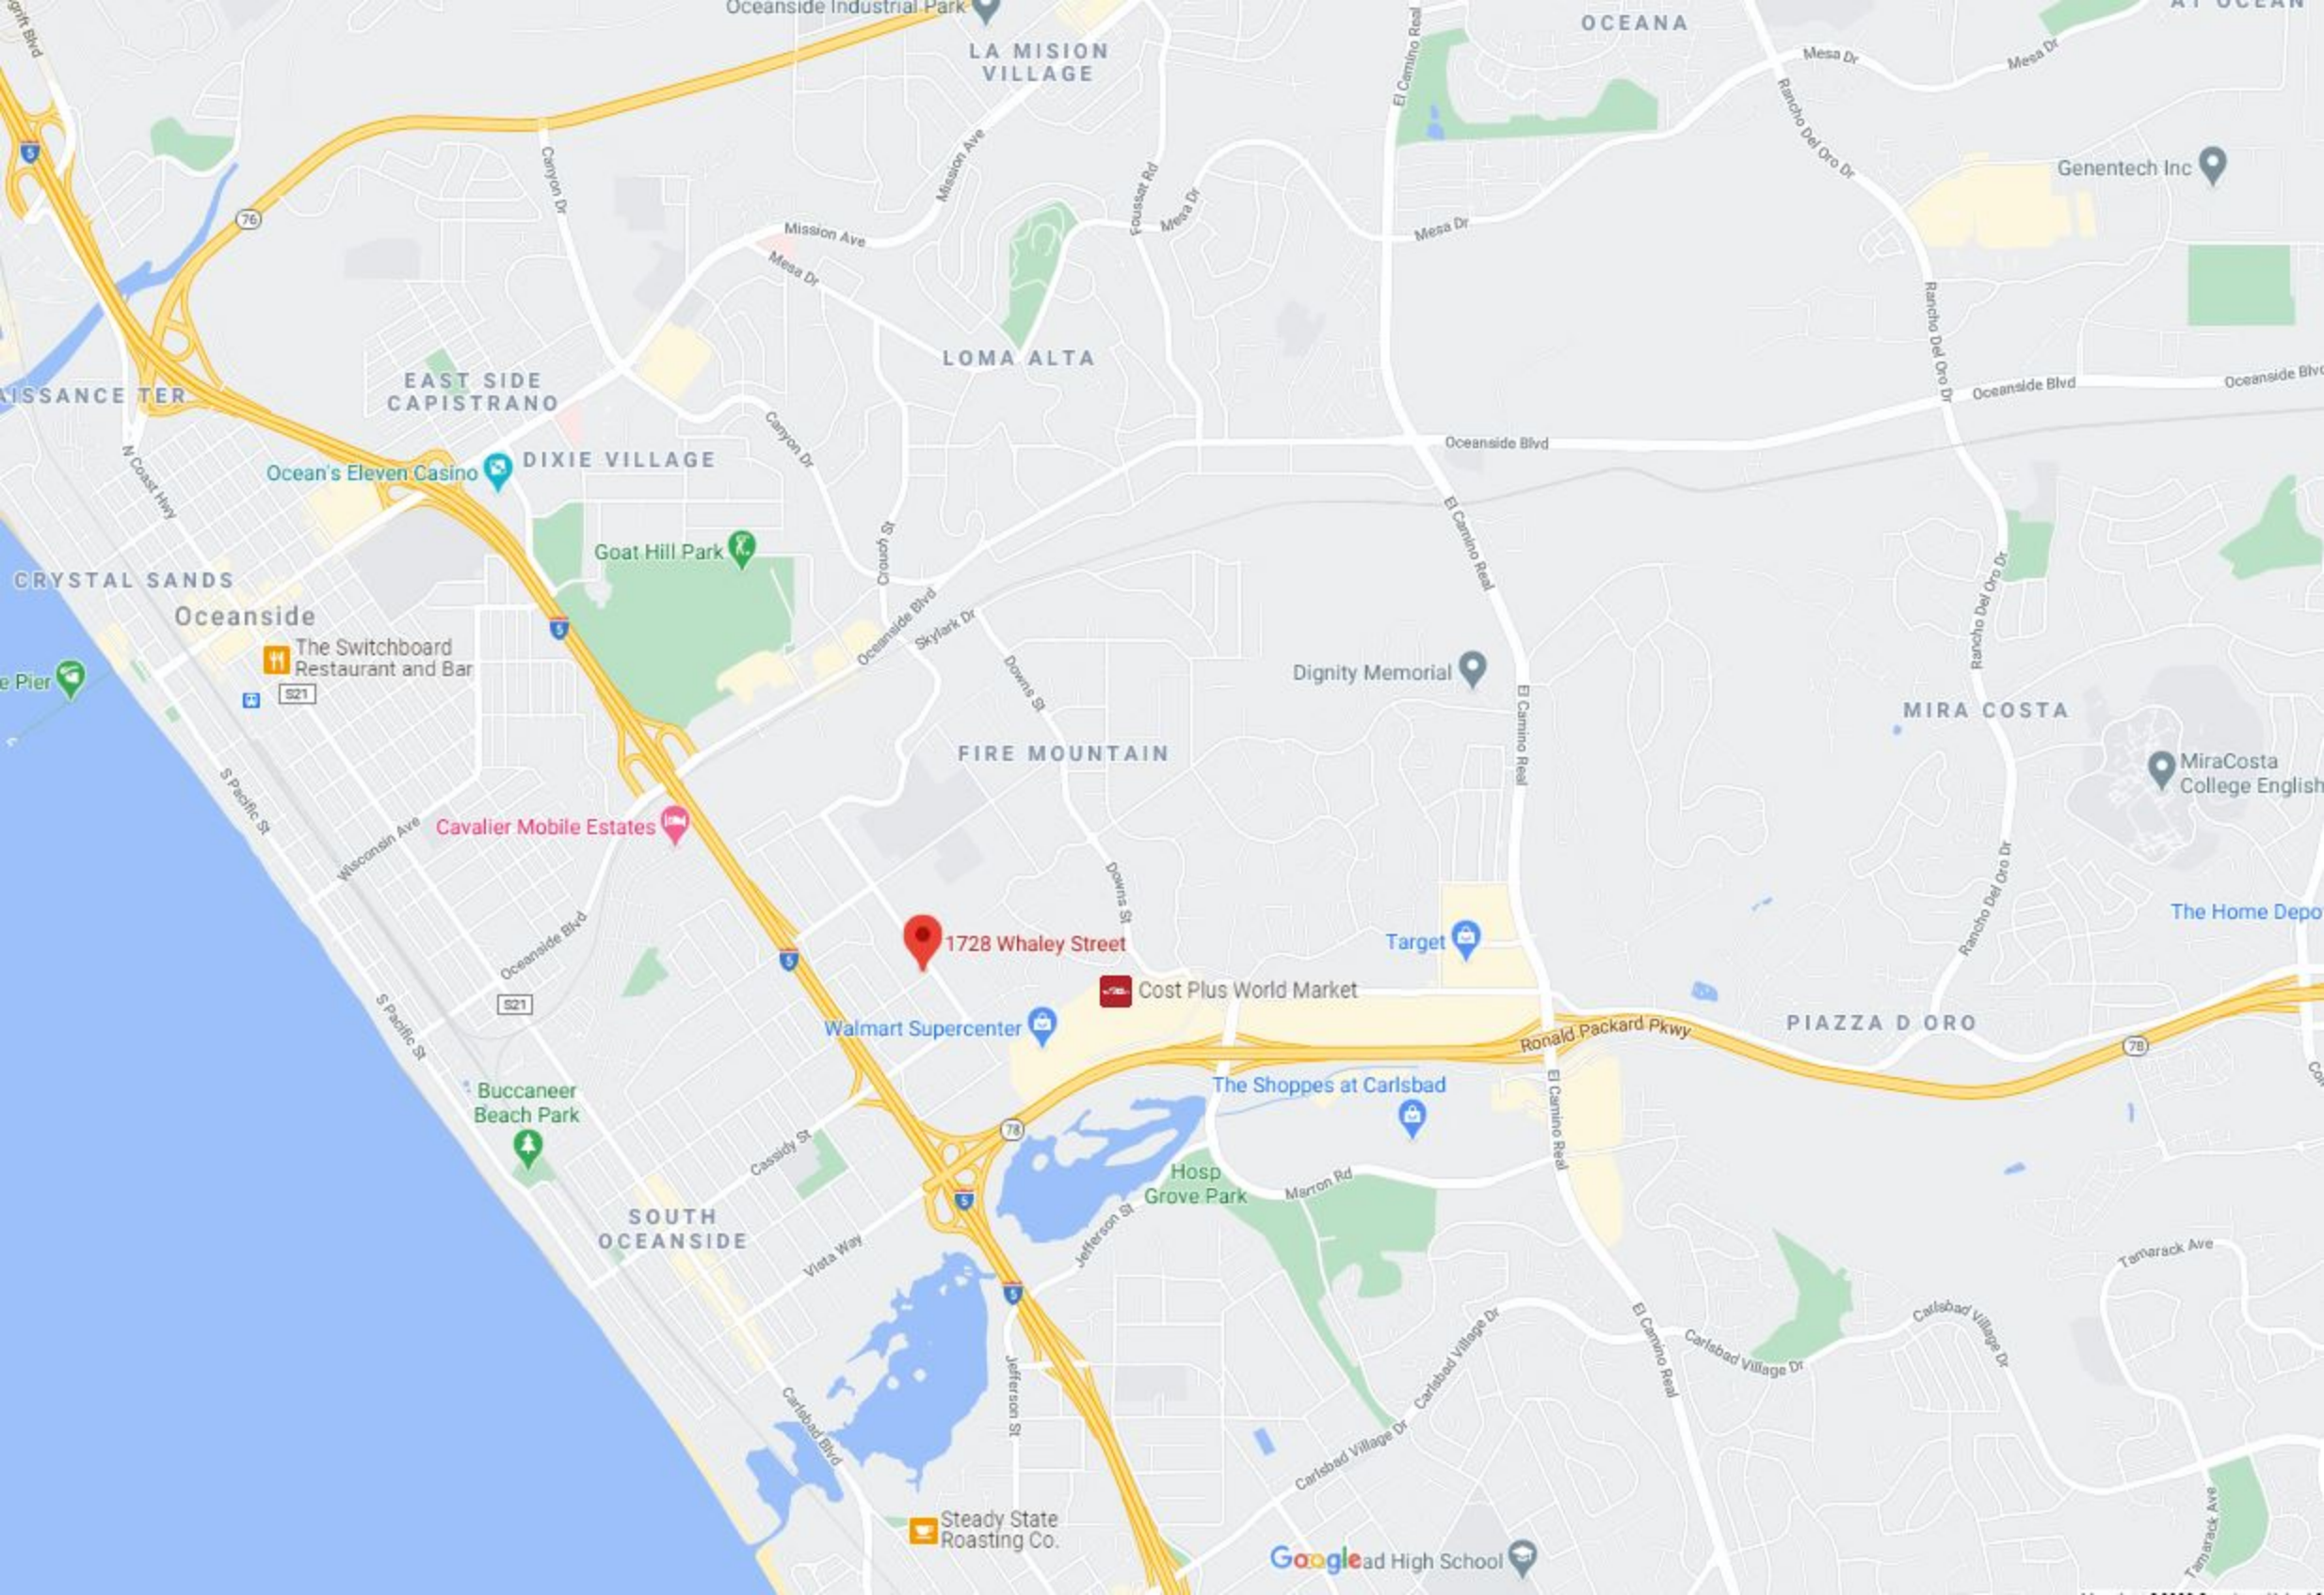 Oceanside Industrial Park
LA MISION
VILLAGE
OCEANA
El Camino Real
Mesa Dr
Mesa Dr
Rancho Del Oro Dr
5
Canyon Dr
Mission Ave
Foussat Rd
Mesa Dr
Genentech Inc
76
Mission Ave
Mesa Dr
Mesa Dr
Rancho Del Oro Dr
LOMA ALTA
EAST SIDE
CAPISTRANO
Oceanside Blvd
Oceanside Blvd
N Coast Hwy
Ocean's Eleven Casino
DIXIE VILLAGE
Canyon Dr
Oceanside Blvd
El Camino Real
Goat Hill Park
Crouch St
CRYSTAL SANDS
Oceanside
5
Oceanside Blvd
Skylark Dr
Rancho Del Oro Dr
The Switchboard
Restaurant and Bar
S21
e Pier
Downs St
Dignity Memorial
El Camino Real
MIRA COSTA
FIRE MOUNTAIN
MiraCosta
College English
S Pacific St
Wisconsin Ave
Cavalier Mobile Estates
Downs St
Rancho Del Oro Dr
The Home Depo
Oceanside Blvd
5
1728 Whaley Street
Target
Cost Plus World Market
S21
S Pacific St
Walmart Supercenter
Ronald Packard Pkwy
PIAZZA D ORO
78
Buccaneer
Beach Park
The Shoppes at Carlsbad
El Camino Real
78
Cassidy St
Hosp
Grove Park
Marron Rd
5
SOUTH
OCEANSIDE
Vista Way
Jefferson St
Tamarack Ave
5
Carlsbad Village Dr
El Camino Real
Carlsbad Village Dr
Carlsbad Village Dr
Jefferson St
Carlsbad Blvd
Carlsbad Village Dr
Tamarack Ave
Steady State
Roasting Co.
Google
ad High School